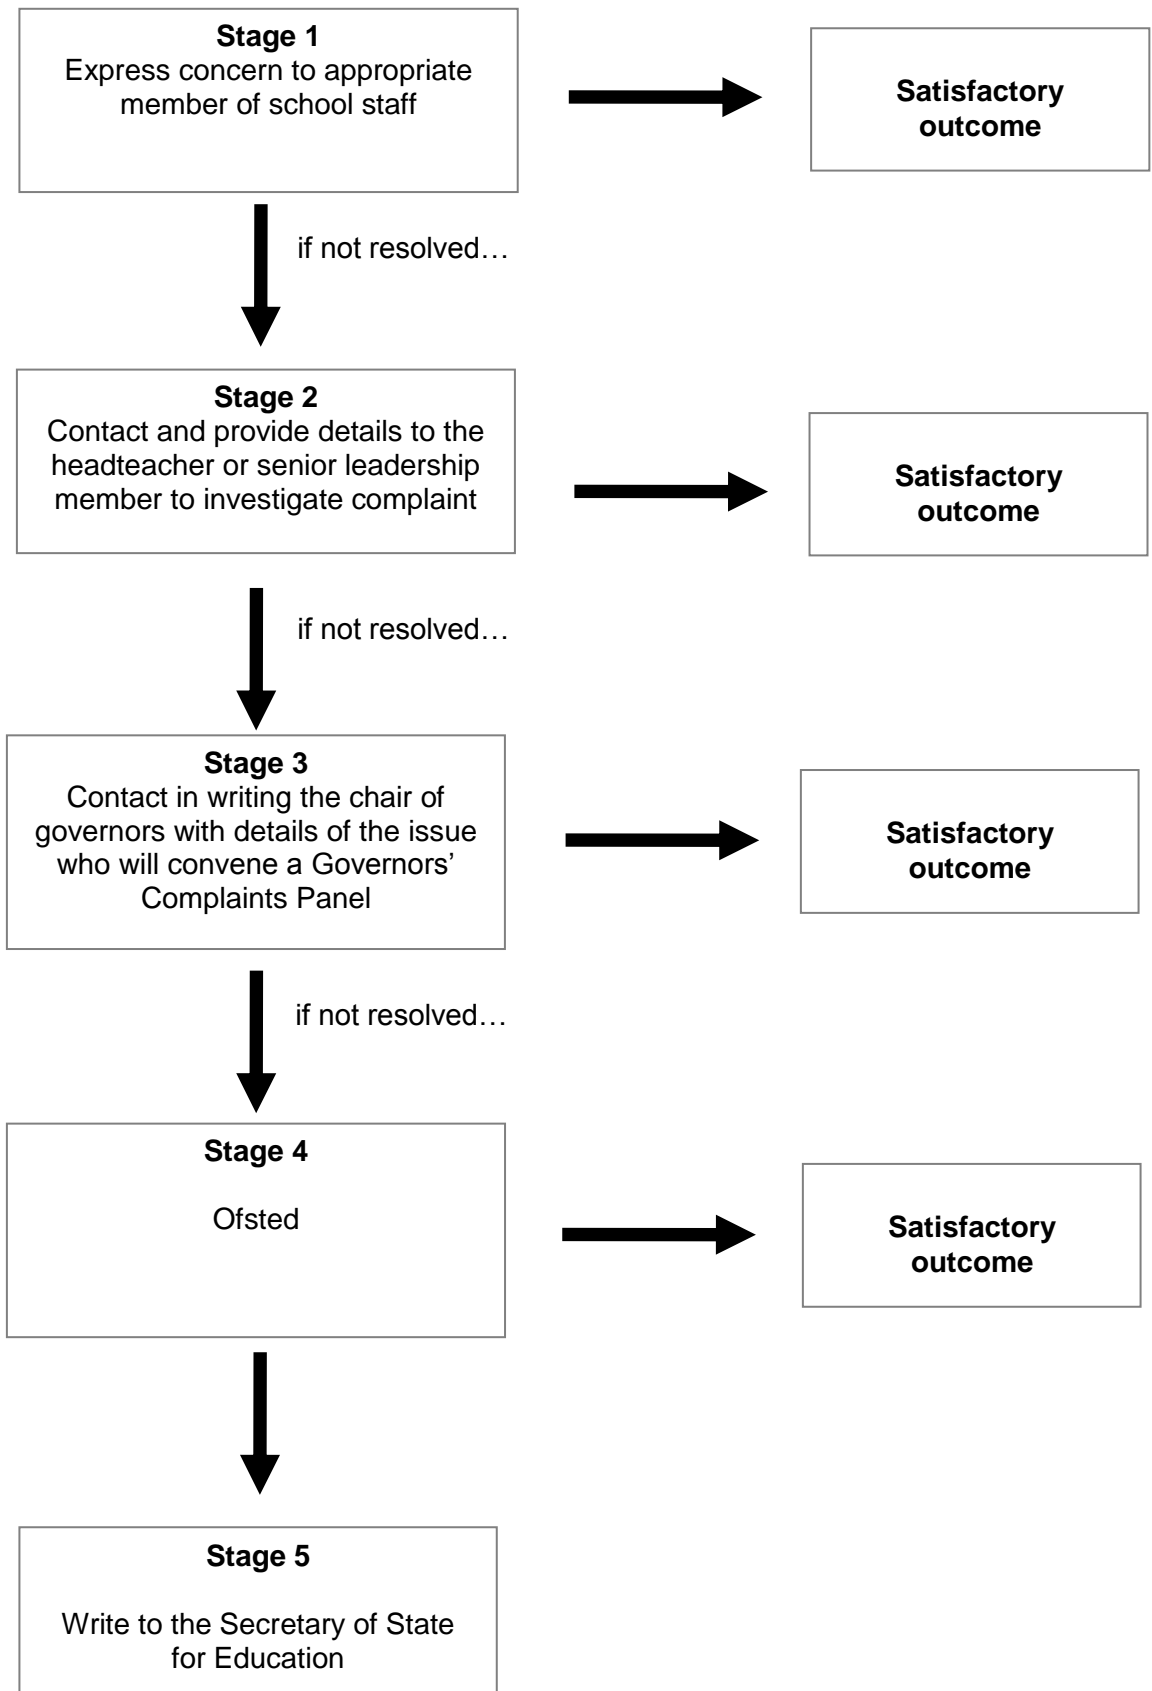 Stage 1
Express concern to appropriate
member of school staff
Satisfactory
outcome
if not resolved…
Stage 2
Contact and provide details to the
headteacher or senior leadership
member to investigate complaint
Satisfactory
outcome
if not resolved…
Stage 3
Contact in writing the chair of
governors with details of the issue
who will convene a Governors’
Complaints Panel
Satisfactory
outcome
if not resolved…
Stage 4
Ofsted
Satisfactory
outcome
Stage 5
Write to the Secretary of State
for Education